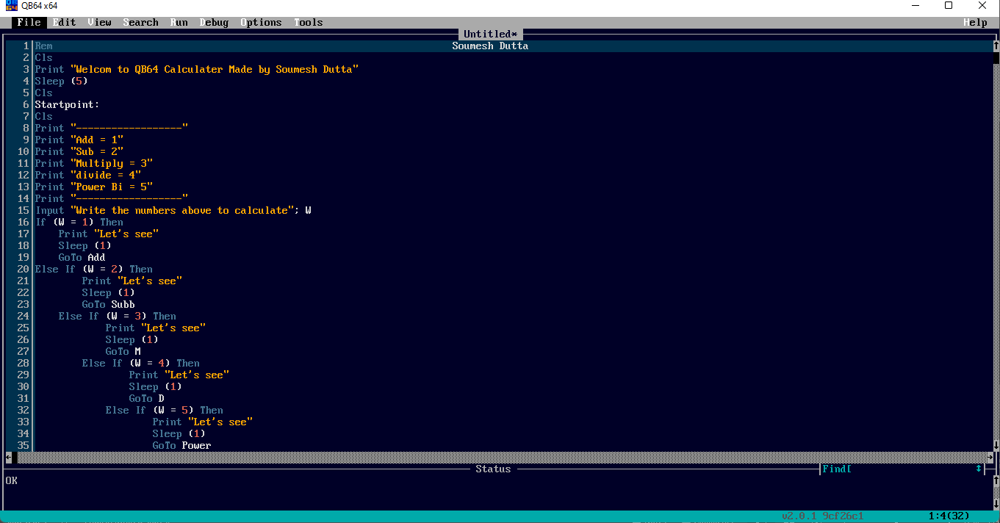 QB64 x64
File Edit View Search Run Debug Options Tools Help
Untitled*
1 Rem Soumesh Dutta
2 Cls
3 Print "Welcom to QB64 Calculater Made by Soumesh Dutta"
4 Sleep (5)
5 Cls
6 Startpoint:
7 Cls
8 Print "------------------"
9 Print "Add = 1"
10 Print "Sub = 2"
11 Print "Multiply = 3"
12 Print "divide = 4"
13 Print "Power Bi = 5"
14 Print "------------------"
15 Input "Write the numbers above to calculate"; W
16 If (W = 1) Then
17 Print "Let's see"
18 Sleep (1)
19 GoTo Add
20 Else If (W = 2) Then
21 Print "Let's see"
22 Sleep (1)
23 GoTo Subb
24 Else If (W = 3) Then
25 Print "Let's see"
26 Sleep (1)
27 GoTo M
28 Else If (W = 4) Then
29 Print "Let's see"
30 Sleep (1)
31 GoTo D
32 Else If (W = 5) Then
33 Print "Let's see"
34 Sleep (1)
35 GoTo Power
Status
Find[
OK
v2.0.1 9cf26c1 1:4(32)